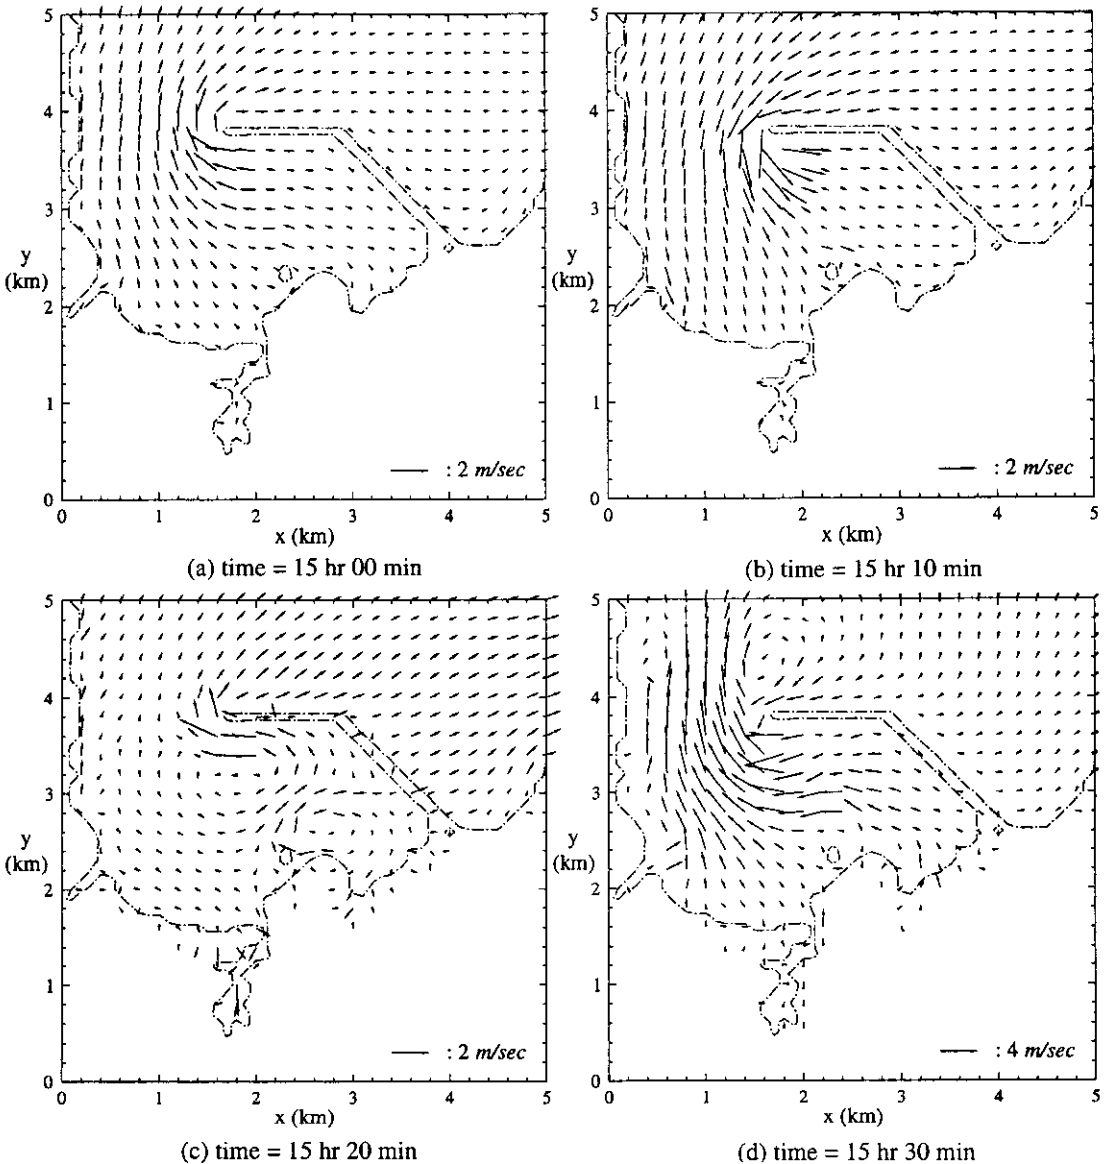 5
4
3
y
(km)
2
1
0
0 1 2 3 4 5
x (km)
: 2 m/sec
(a) time = 15 hr 00 min
5
4
3
y
(km)
2
1
0
0 1 2 3 4 5
x (km)
: 2 m/sec
(b) time = 15 hr 10 min
5
4
3
y
(km)
2
1
0
0 1 2 3 4 5
x (km)
: 2 m/sec
(c) time = 15 hr 20 min
5
4
3
y
(km)
2
1
0
0 1 2 3 4 5
x (km)
: 4 m/sec
(d) time = 15 hr 30 min